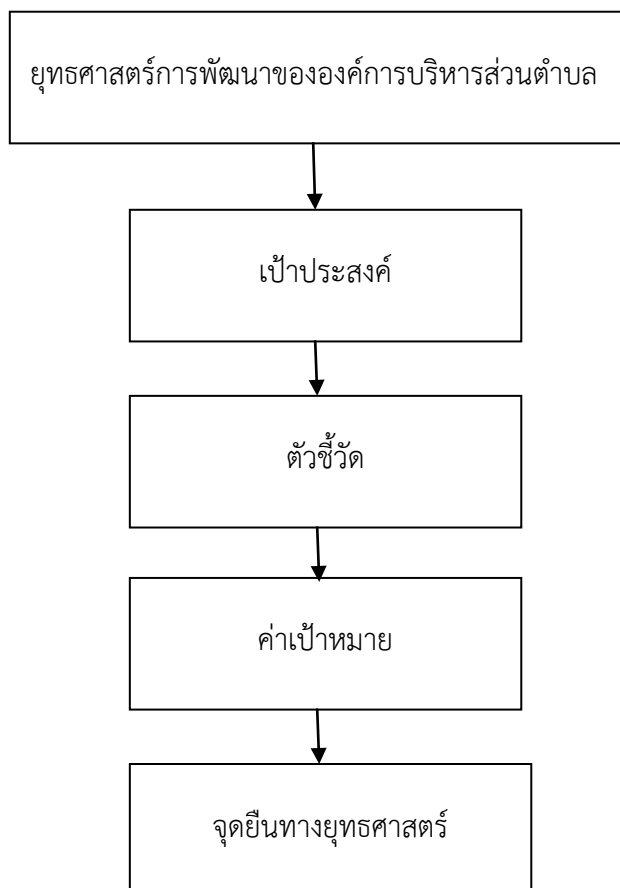 ยุทธศาสตร์การพัฒนาขององค์การบริหารส่วนตำบล
เป้าประสงค์
ตัวชี้วัด
ค่าเป้าหมาย
จุดยืนทางยุทธศาสตร์